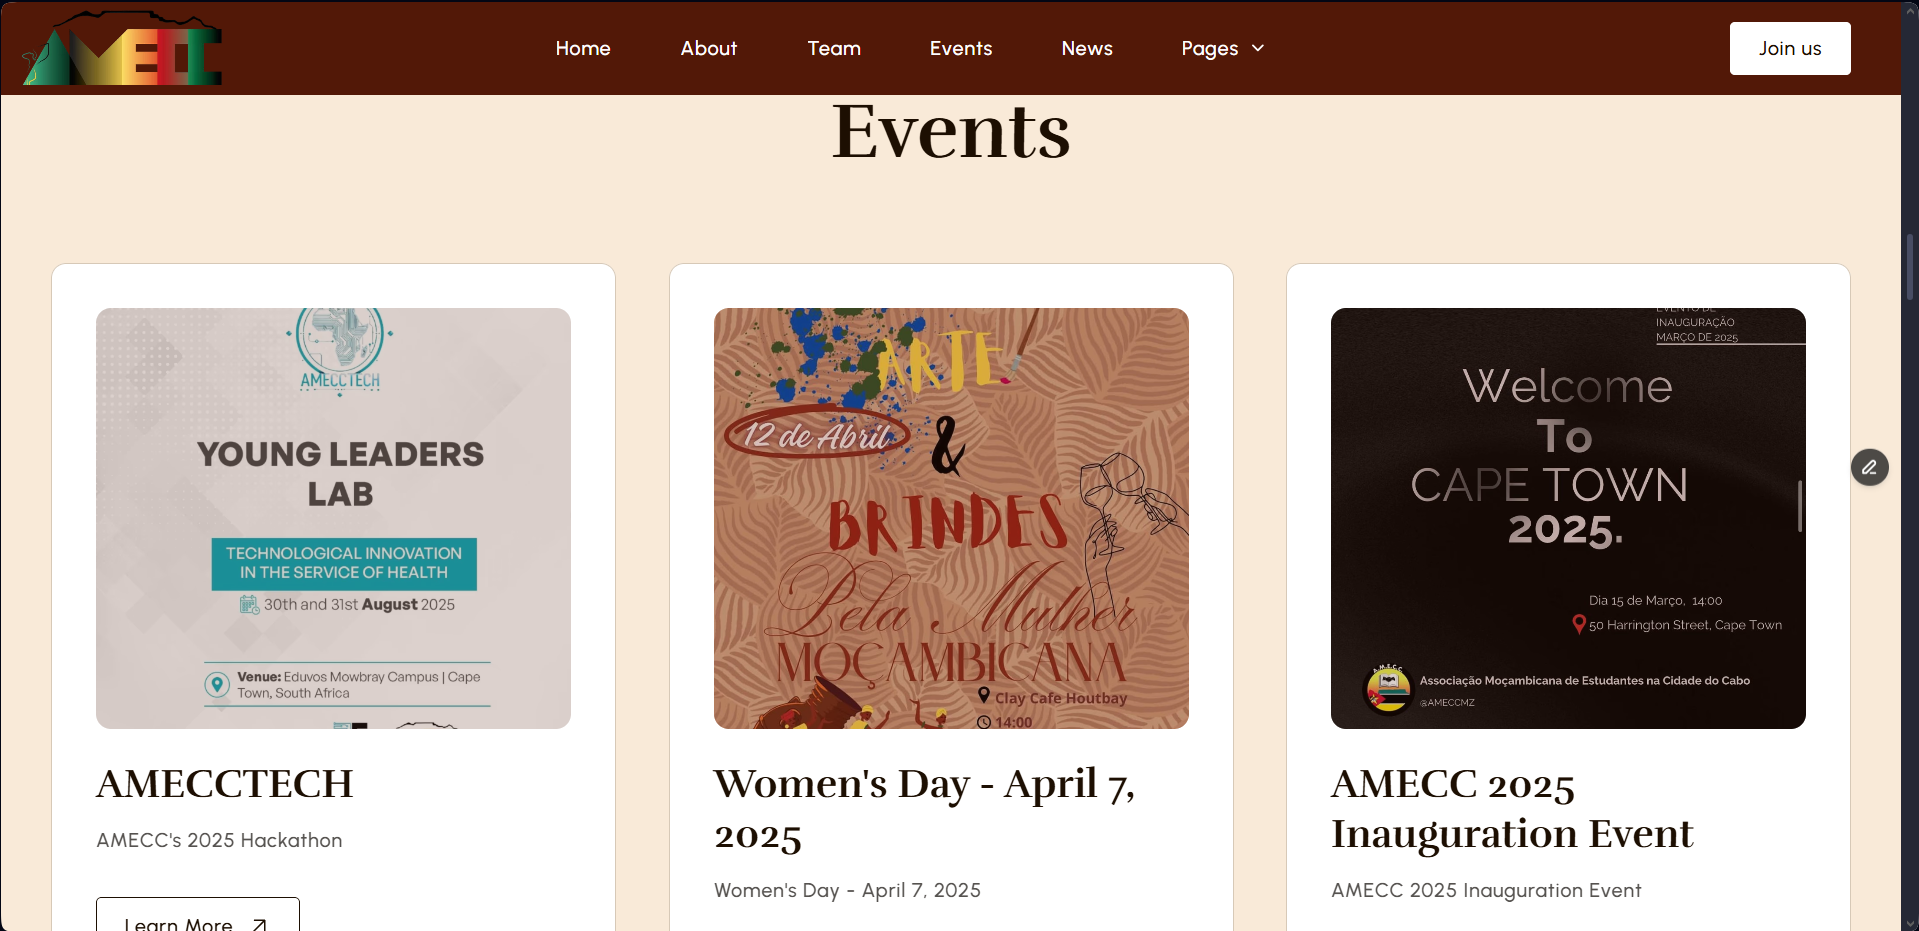 AMECC
Home
About
Team
Events
News
Pages
Join us
Events
AMECCTECH
YOUNG LEADERS
LAB
TECHNOLOGICAL INNOVATION
IN THE SERVICE OF HEALTH
30th and 31st August 2025
Venue: Eduvos Mowbray Campus | Cape
Town, South Africa
AMECCTECH
AMECC's 2025 Hackathon
Learn More
ARTE
12 de Abril
&
BRINDES
Pela Mulher
MOÇAMBICANA
Clay Cafe Houtbay
14:00
Women's Day - April 7,
2025
Women's Day - April 7, 2025
EVENTO DE
INAUGURAÇÃO
MARÇO DE 2025
Welcome
To
CAPE TOWN
2025.
Dia 15 de Março, 14:00
50 Harrington Street, Cape Town
AMECC
Associação Moçambicana de Estudantes na Cidade do Cabo
@AMECCMZ
AMECC 2025
Inauguration Event
AMECC 2025 Inauguration Event